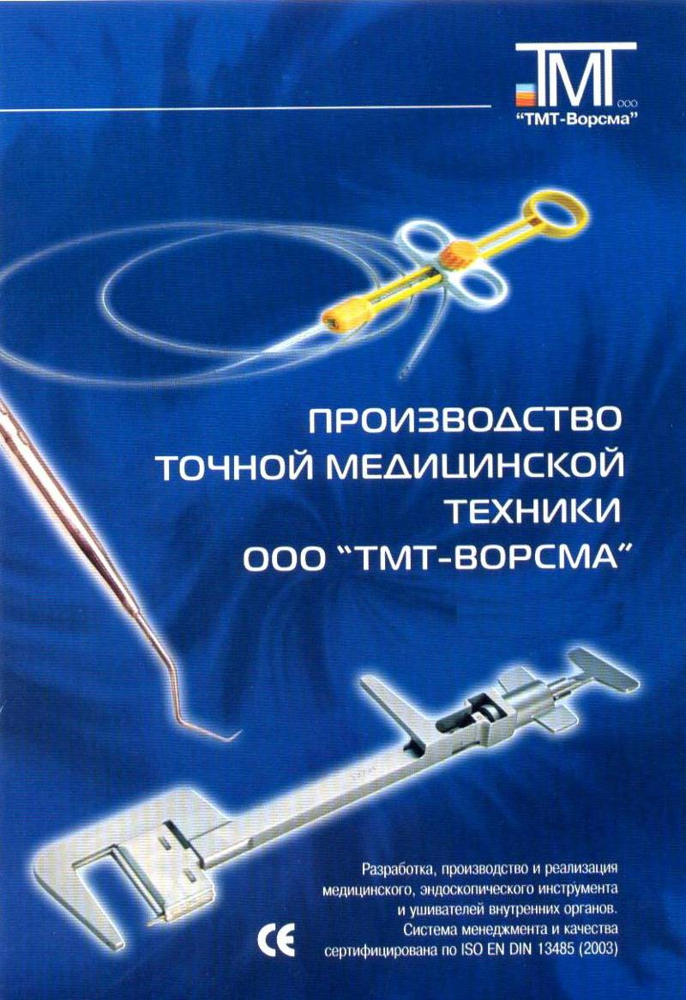 ТМТ
ООО
"ТМТ-Ворсма"
ПРОИЗВОДСТВО
ТОЧНОЙ МЕДИЦИНСКОЙ
ТЕХНИКИ
ООО "ТМТ-ВОРСМА"
Разработка, производство и реализация
медицинского, эндоскопического инструмента
и ушивателей внутренних органов.
Система менеджмента и качества
CE сертифицирована по ISO EN DIN 13485 (2003)